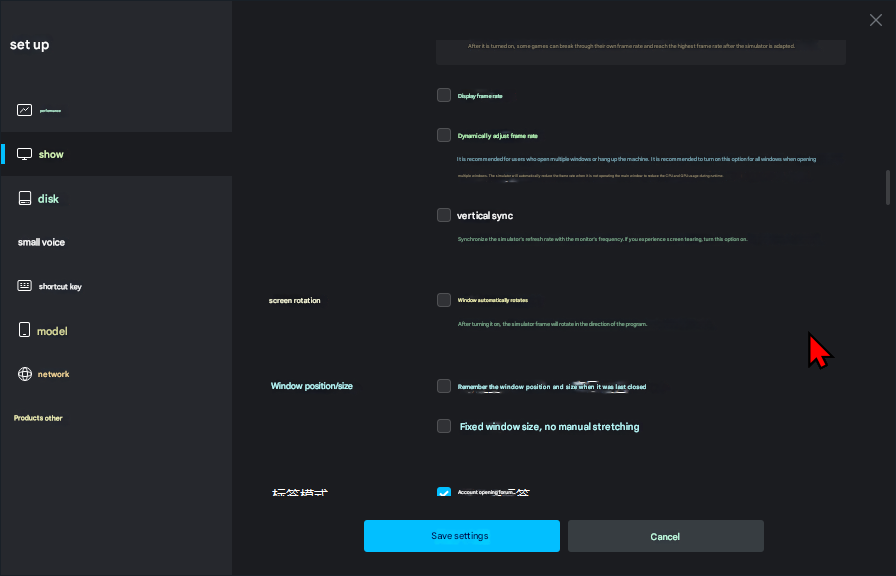 set up
performance
show
disk
small voice
shortcut key
model
network
Products other
After it is turned on, some games can break through their own frame rate and reach the highest frame rate after the simulator is adapted.
Display frame rate
Dynamically adjust frame rate
It is recommended for users who open multiple windows or hang up the machine. It is recommended to turn on this option for all windows when opening
multiple windows. The simulator will automatically reduce the frame rate when it is not operating the main window to reduce the CPU and GPU usage during runtime.
vertical sync
Synchronize the simulator's refresh rate with the monitor's frequency. If you experience screen tearing, turn this option on.
screen rotation
Window automatically rotates
After turning it on, the simulator frame will rotate in the direction of the program.
Window position/size
Remember the window position and size when it was last closed
Fixed window size, no manual stretching
标签模式
Account opening forum
Save settings
Cancel